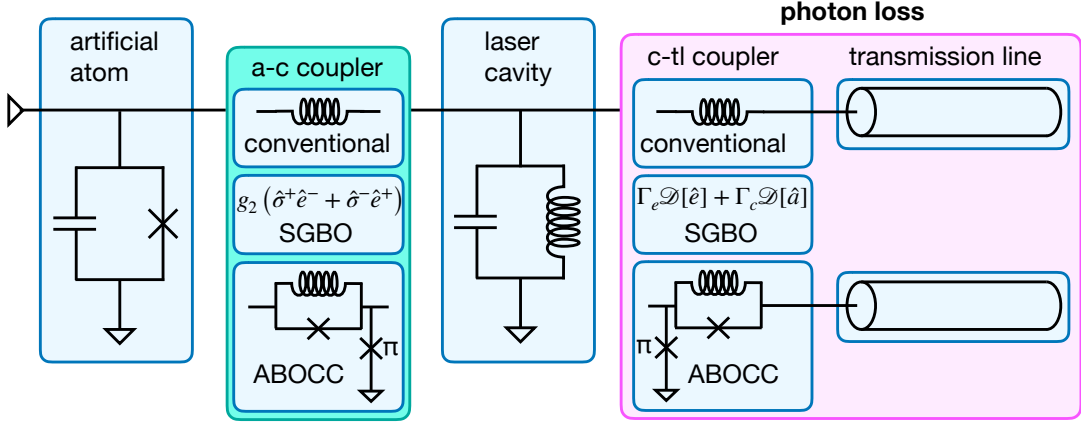 photon loss
artificial
atom
a-c coupler
conventional
g₂ (σ̂⁺ê⁻ + σ̂⁻ê⁺)
SGBO
π
ABOCC
laser
cavity
c-tl coupler
conventional
Γₑ𝒟[ê] + Γ_c𝒟[â]
SGBO
π
ABOCC
transmission line